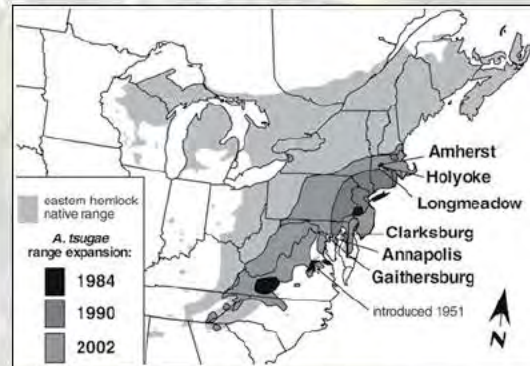 Amherst
Holyoke
Longmeadow
Clarksburg
Annapolis
Gaithersburg
introduced 1951
N
eastern hemlock
native range
A. tsugae
range expansion:
1984
1990
2002